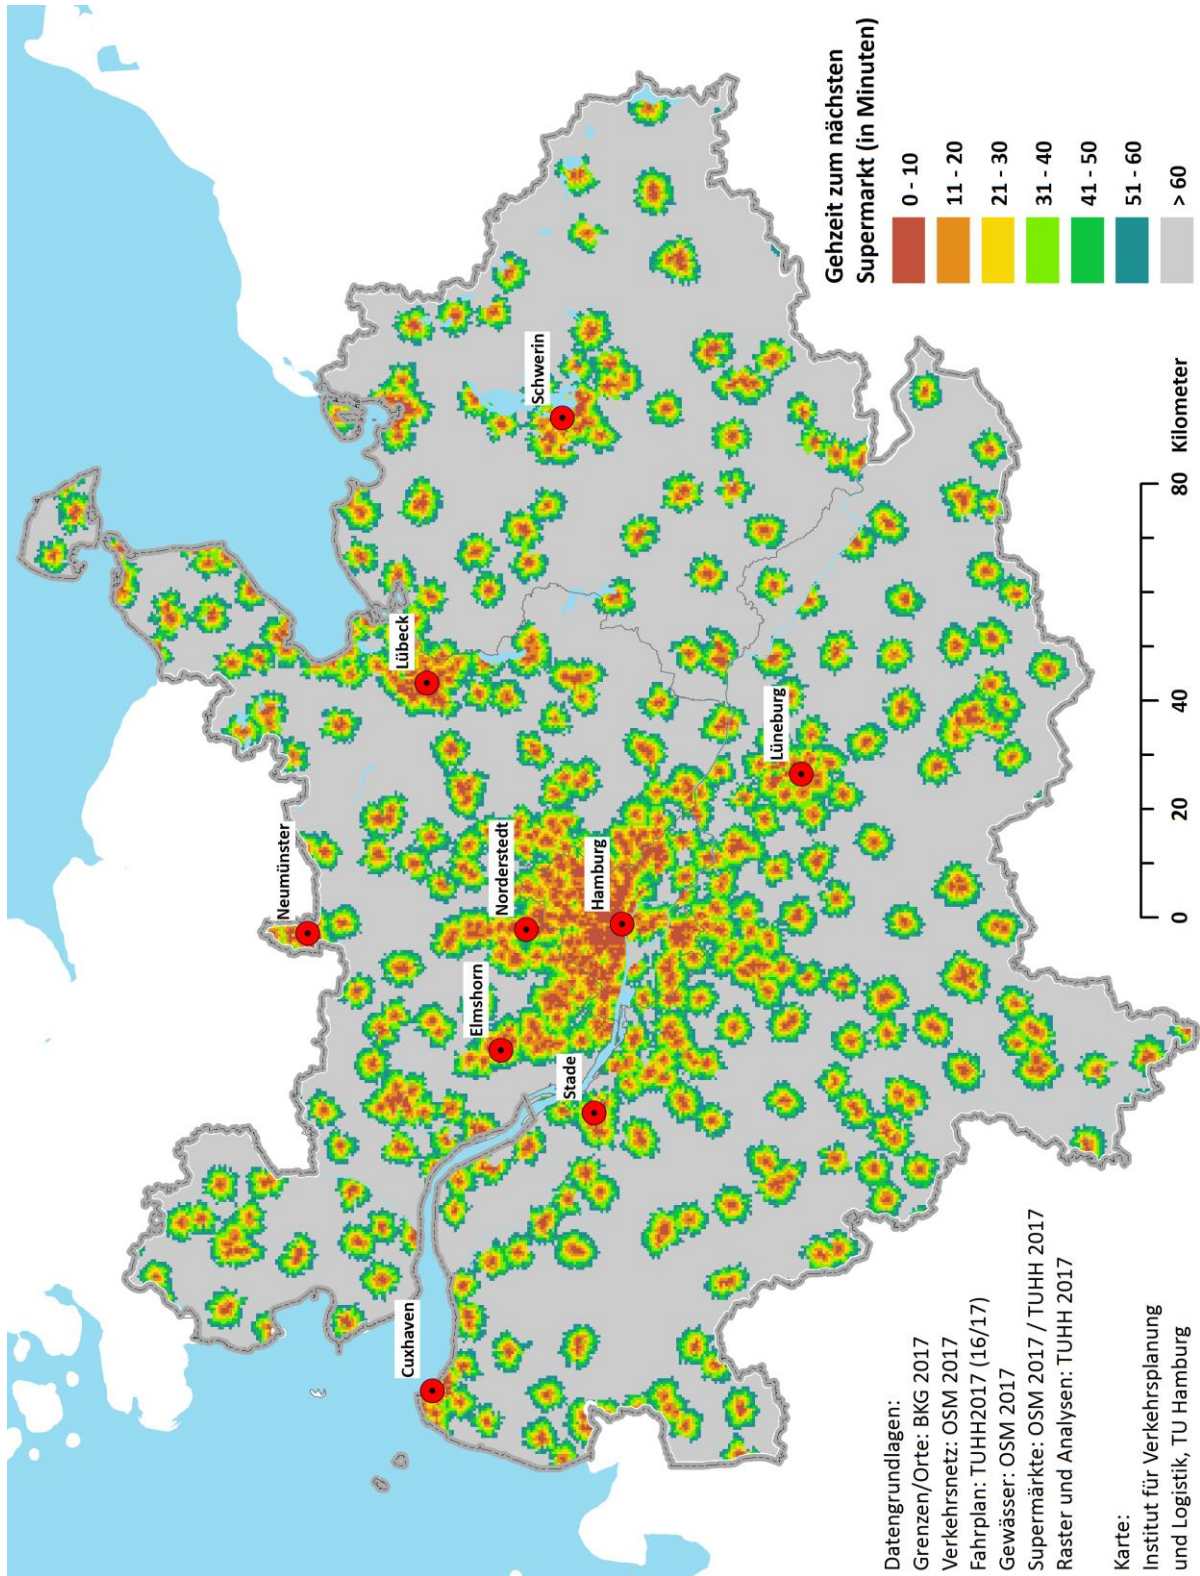 Neumünster
Lübeck
Schwerin
Elmshorn
Norderstedt
Cuxhaven
Stade
Hamburg
Lüneburg
Gehzeit zum nächsten
Supermarkt (in Minuten)
0 - 10
11 - 20
21 - 30
31 - 40
41 - 50
51 - 60
> 60
0 20 40 80 Kilometer
Datengrundlagen:
Grenzen/Orte: BKG 2017
Verkehrsnetz: OSM 2017
Fahrplan: TUHH2017 (16/17)
Gewässer: OSM 2017
Supermärkte: OSM 2017 / TUHH 2017
Raster und Analysen: TUHH 2017
Karte:
Institut für Verkehrsplanung
und Logistik, TU Hamburg